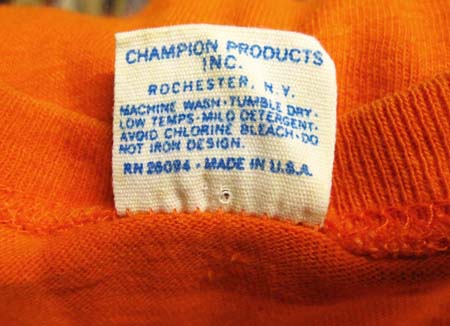 CHAMPION PRODUCTS
INC.
ROCHESTER, N.Y.
MACHINE WASH · TUMBLE DRY ·
LOW TEMPS · MILD DETERGENT ·
AVOID CHLORINE BLEACH · DO
NOT IRON DESIGN.
RN 26094 · MADE IN U.S.A.